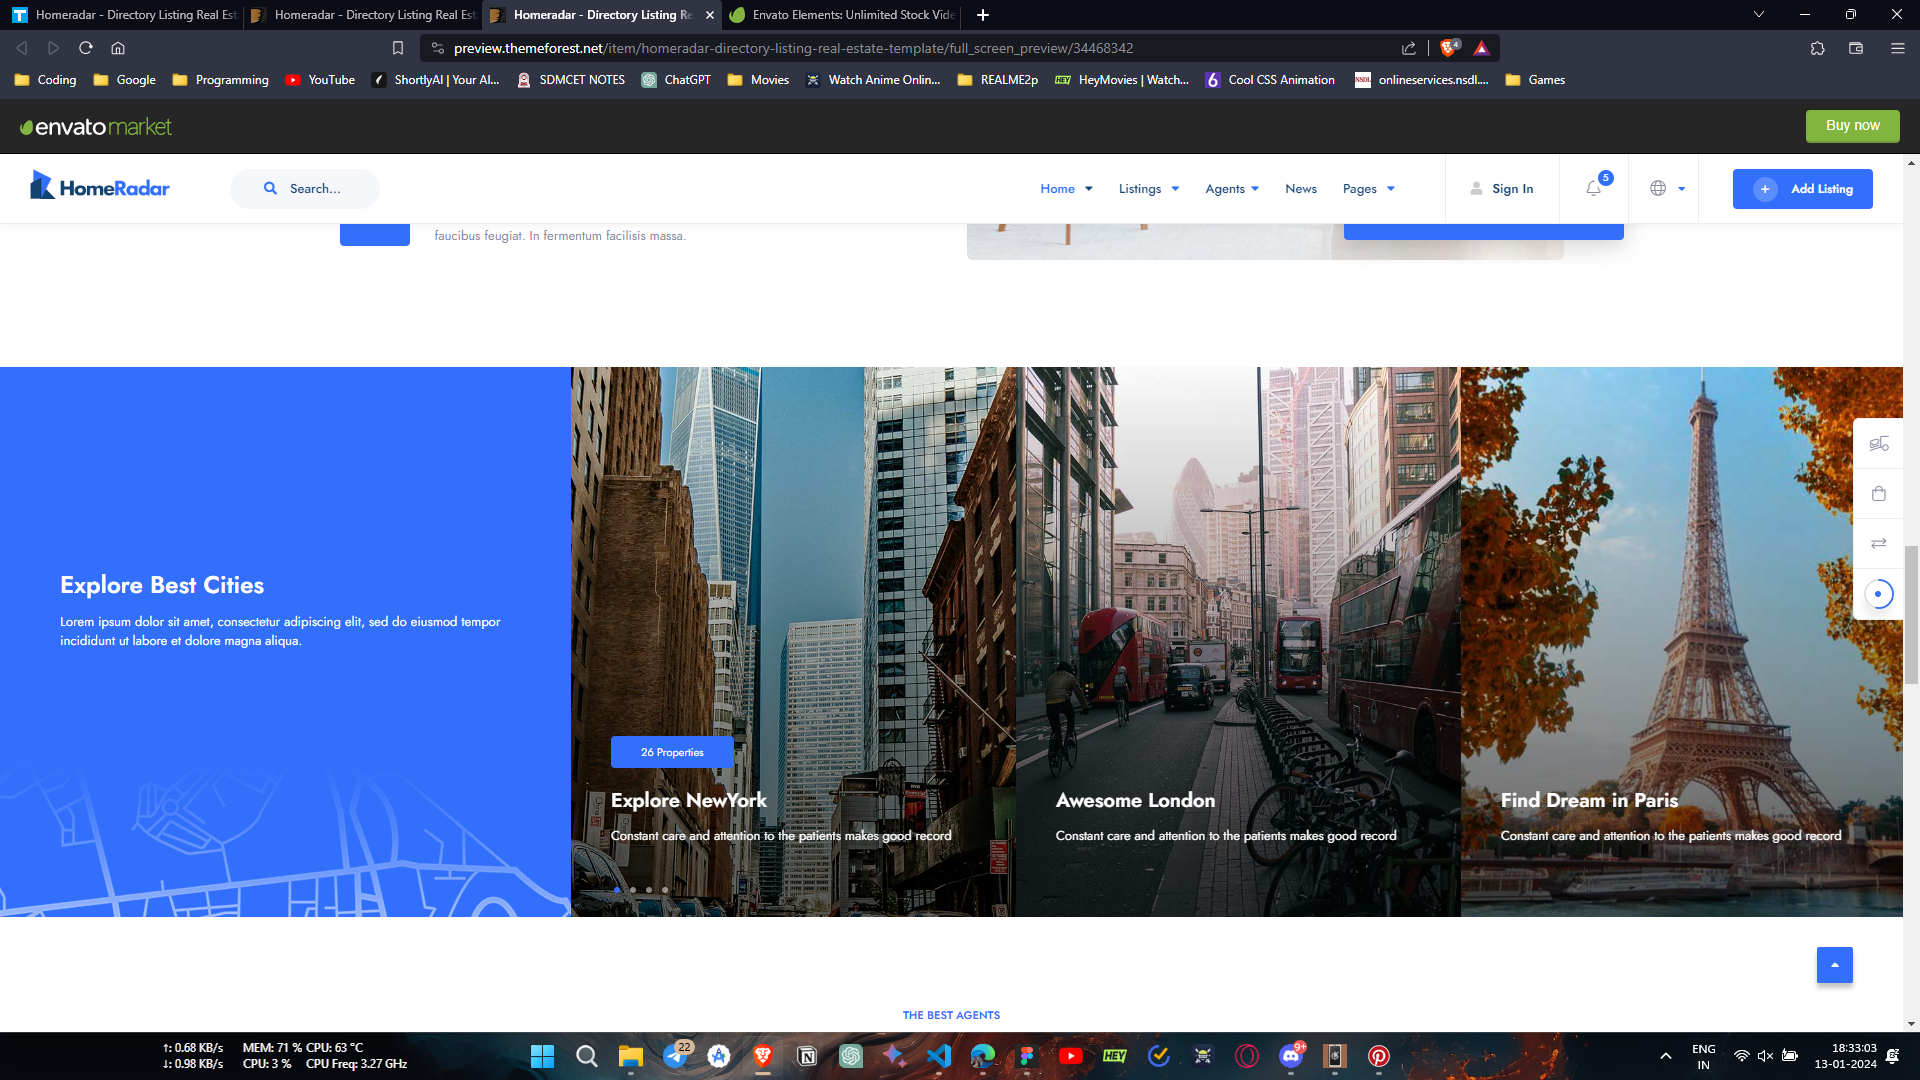 Homeradar - Directory Listing Real Est
Homeradar - Directory Listing Real Est
Homeradar - Directory Listing Re
Envato Elements: Unlimited Stock Vide
preview.themeforest.net/item/homeradar-directory-listing-real-estate-template/full_screen_preview/34468342
4
Coding
Google
Programming
YouTube
ShortlyAI | Your AI...
SDMCET NOTES
ChatGPT
Movies
Watch Anime Onlin...
REALME2p
HEY
HeyMovies | Watch...
Cool CSS Animation
NSDL
onlineservices.nsdl....
Games
envatomarket
Buy now
HomeRadar
Search...
Home
Listings
Agents
News
Pages
Sign In
5
Add Listing
faucibus feugiat. In fermentum facilisis massa.
Explore Best Cities
Lorem ipsum dolor sit amet, consectetur adipiscing elit, sed do eiusmod tempor
incididunt ut labore et dolore magna aliqua.
26 Properties
Explore NewYork
Constant care and attention to the patients makes good record
Awesome London
Constant care and attention to the patients makes good record
Find Dream in Paris
Constant care and attention to the patients makes good record
THE BEST AGENTS
↑: 0.68 KB/s
↓: 0.98 KB/s
MEM: 71 % CPU: 63 °C
CPU: 3 % CPU Freq: 3.27 GHz
22
HEY
9+
ENG
IN
18:33:03
13-01-2024